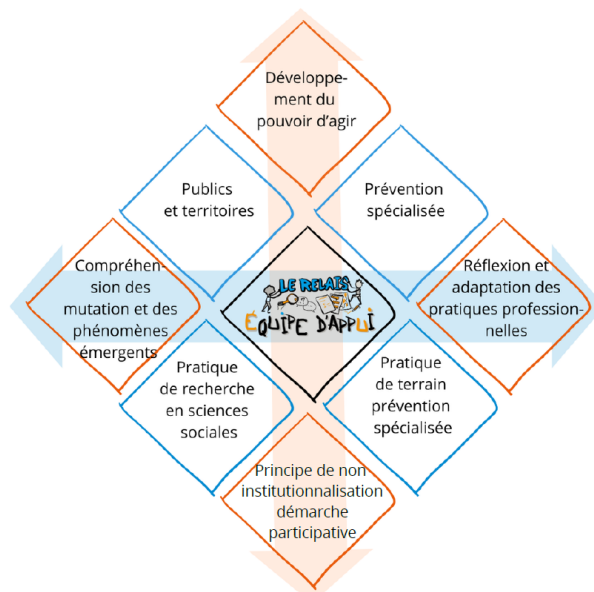 Développe-
ment du
pouvoir d'agir
Publics
et territoires
Prévention
spécialisée
Compréhen-
sion des
mutation et des
phénomènes
émergents
LE RELAIS
ÉQUIPE D'APPUI
Réflexion et
adaptation des
pratiques profession-
nelles
Pratique
de recherche
en sciences
sociales
Pratique
de terrain
prévention
spécialisée
Principe de non
institutionnalisation
démarche
participative